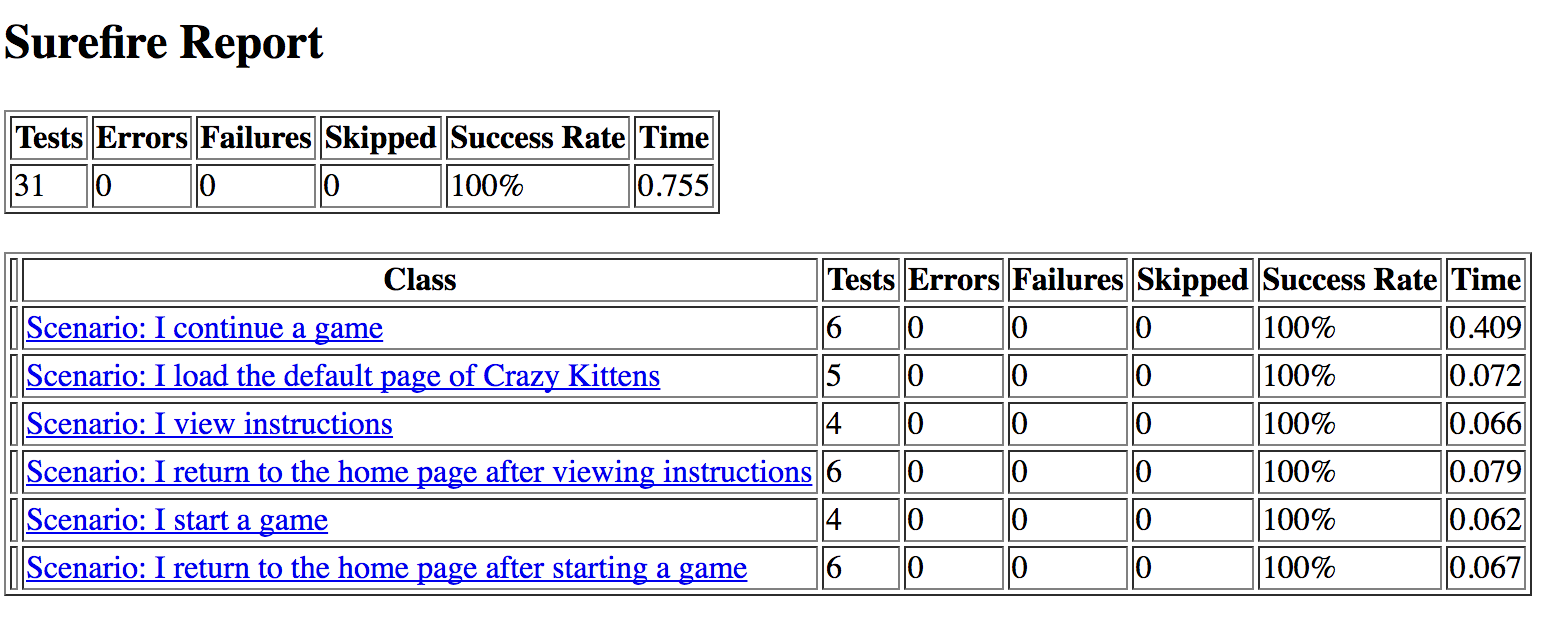 Surefire Report
Tests Errors Failures Skipped Success Rate Time
31 0 0 0 100% 0.755
Class Tests Errors Failures Skipped Success Rate Time
Scenario: I continue a game 6 0 0 0 100% 0.409
Scenario: I load the default page of Crazy Kittens 5 0 0 0 100% 0.072
Scenario: I view instructions 4 0 0 0 100% 0.066
Scenario: I return to the home page after viewing instructions 6 0 0 0 100% 0.079
Scenario: I start a game 4 0 0 0 100% 0.062
Scenario: I return to the home page after starting a game 6 0 0 0 100% 0.067